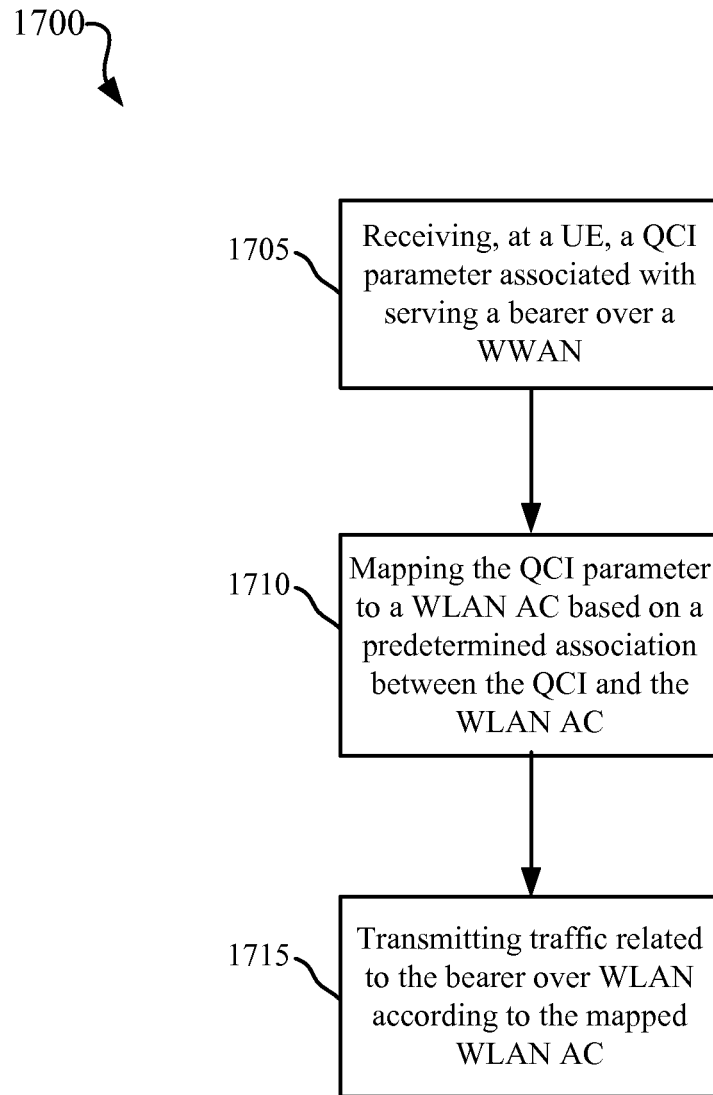 1700
1705
Receiving, at a UE, a QCI
parameter associated with
serving a bearer over a
WWAN
1710
Mapping the QCI parameter
to a WLAN AC based on a
predetermined association
between the QCI and the
WLAN AC
1715
Transmitting traffic related
to the bearer over WLAN
according to the mapped
WLAN AC